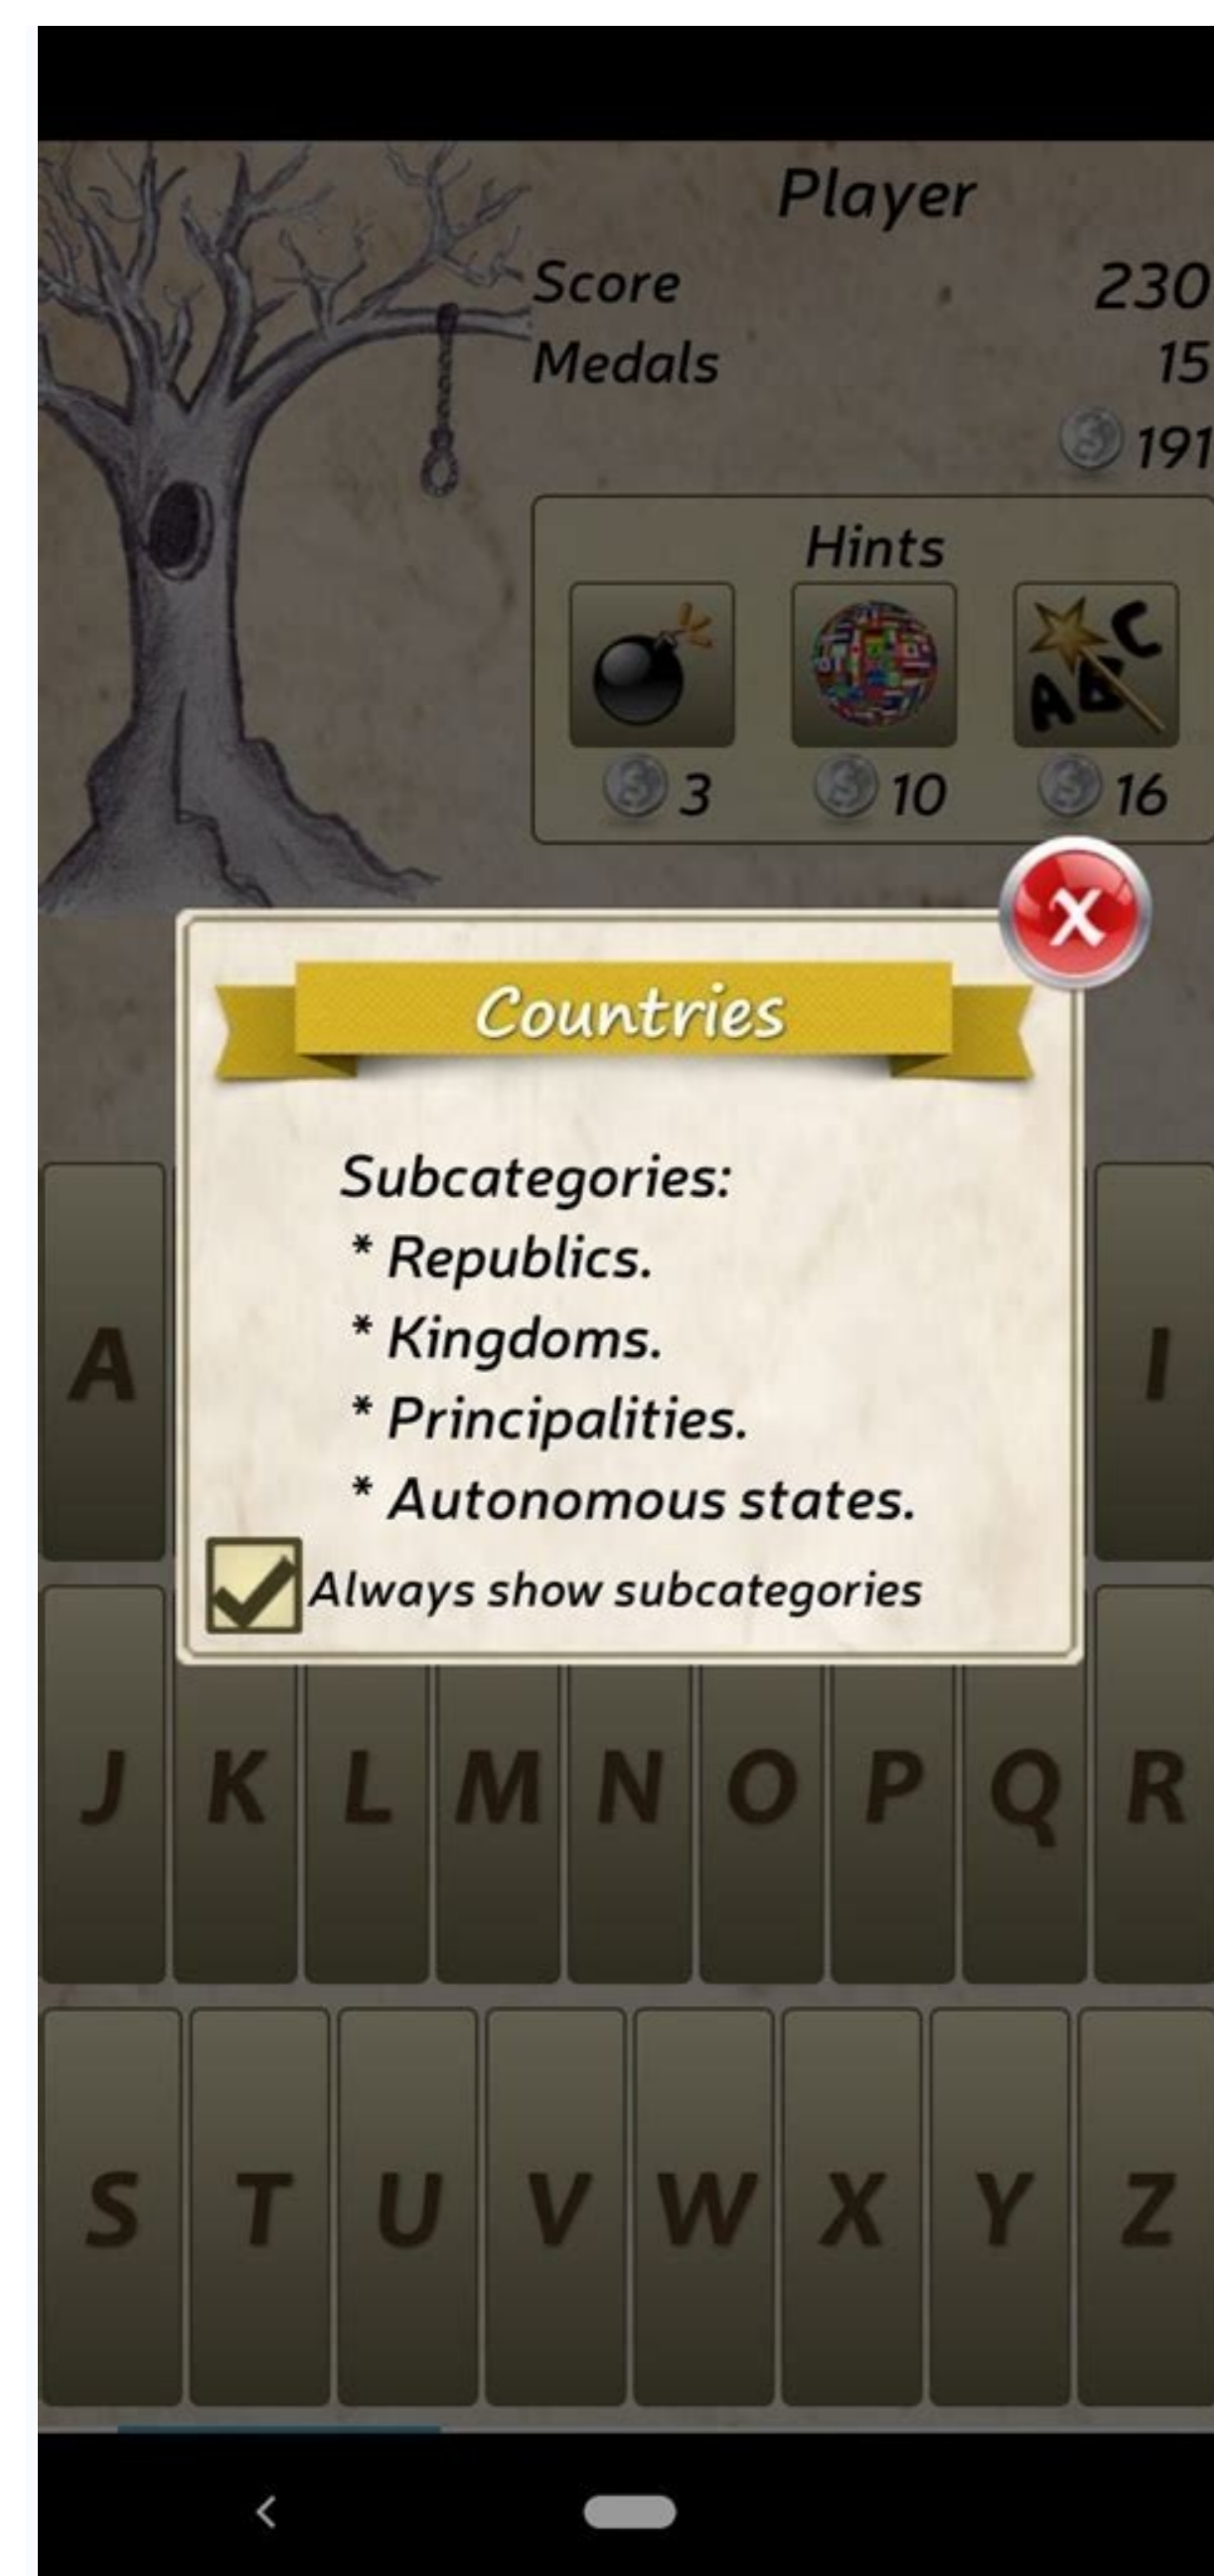 Player
Score 230
Medals 15
191
Hints
ABC
3 10 16
X
Countries
Subcategories:
* Republics.
* Kingdoms.
* Principalities.
* Autonomous states.
Always show subcategories
A I
J K L M N O P Q R
S T U V W X Y Z